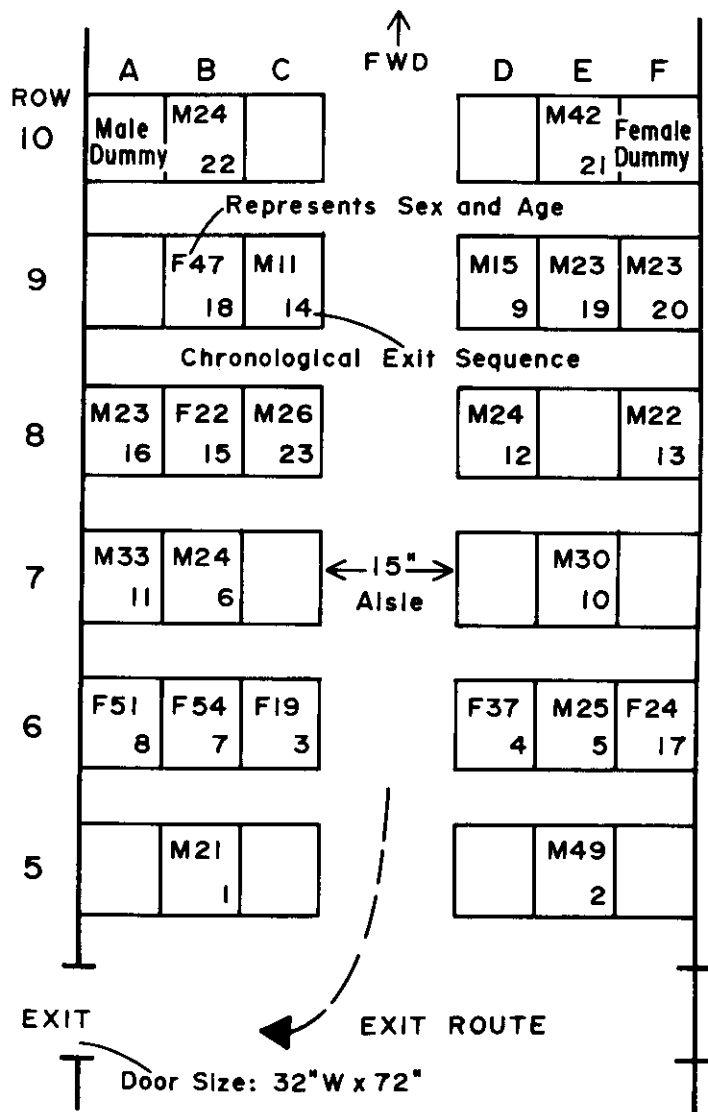 FWD
A B C D E F
ROW
10
Male Dummy M24 22 M42 21 Female Dummy
Represents Sex and Age
9
F47 18 M11 14 M15 9 M23 19 M23 20
Chronological Exit Sequence
8
M23 16 F22 15 M26 23 M24 12 M22 13
7
M33 11 M24 6 M30 10
15"
Aisle
6
F51 8 F54 7 F19 3 F37 4 M25 5 F24 17
5
M21 1 M49 2
EXIT
EXIT ROUTE
Door Size: 32"W x 72"